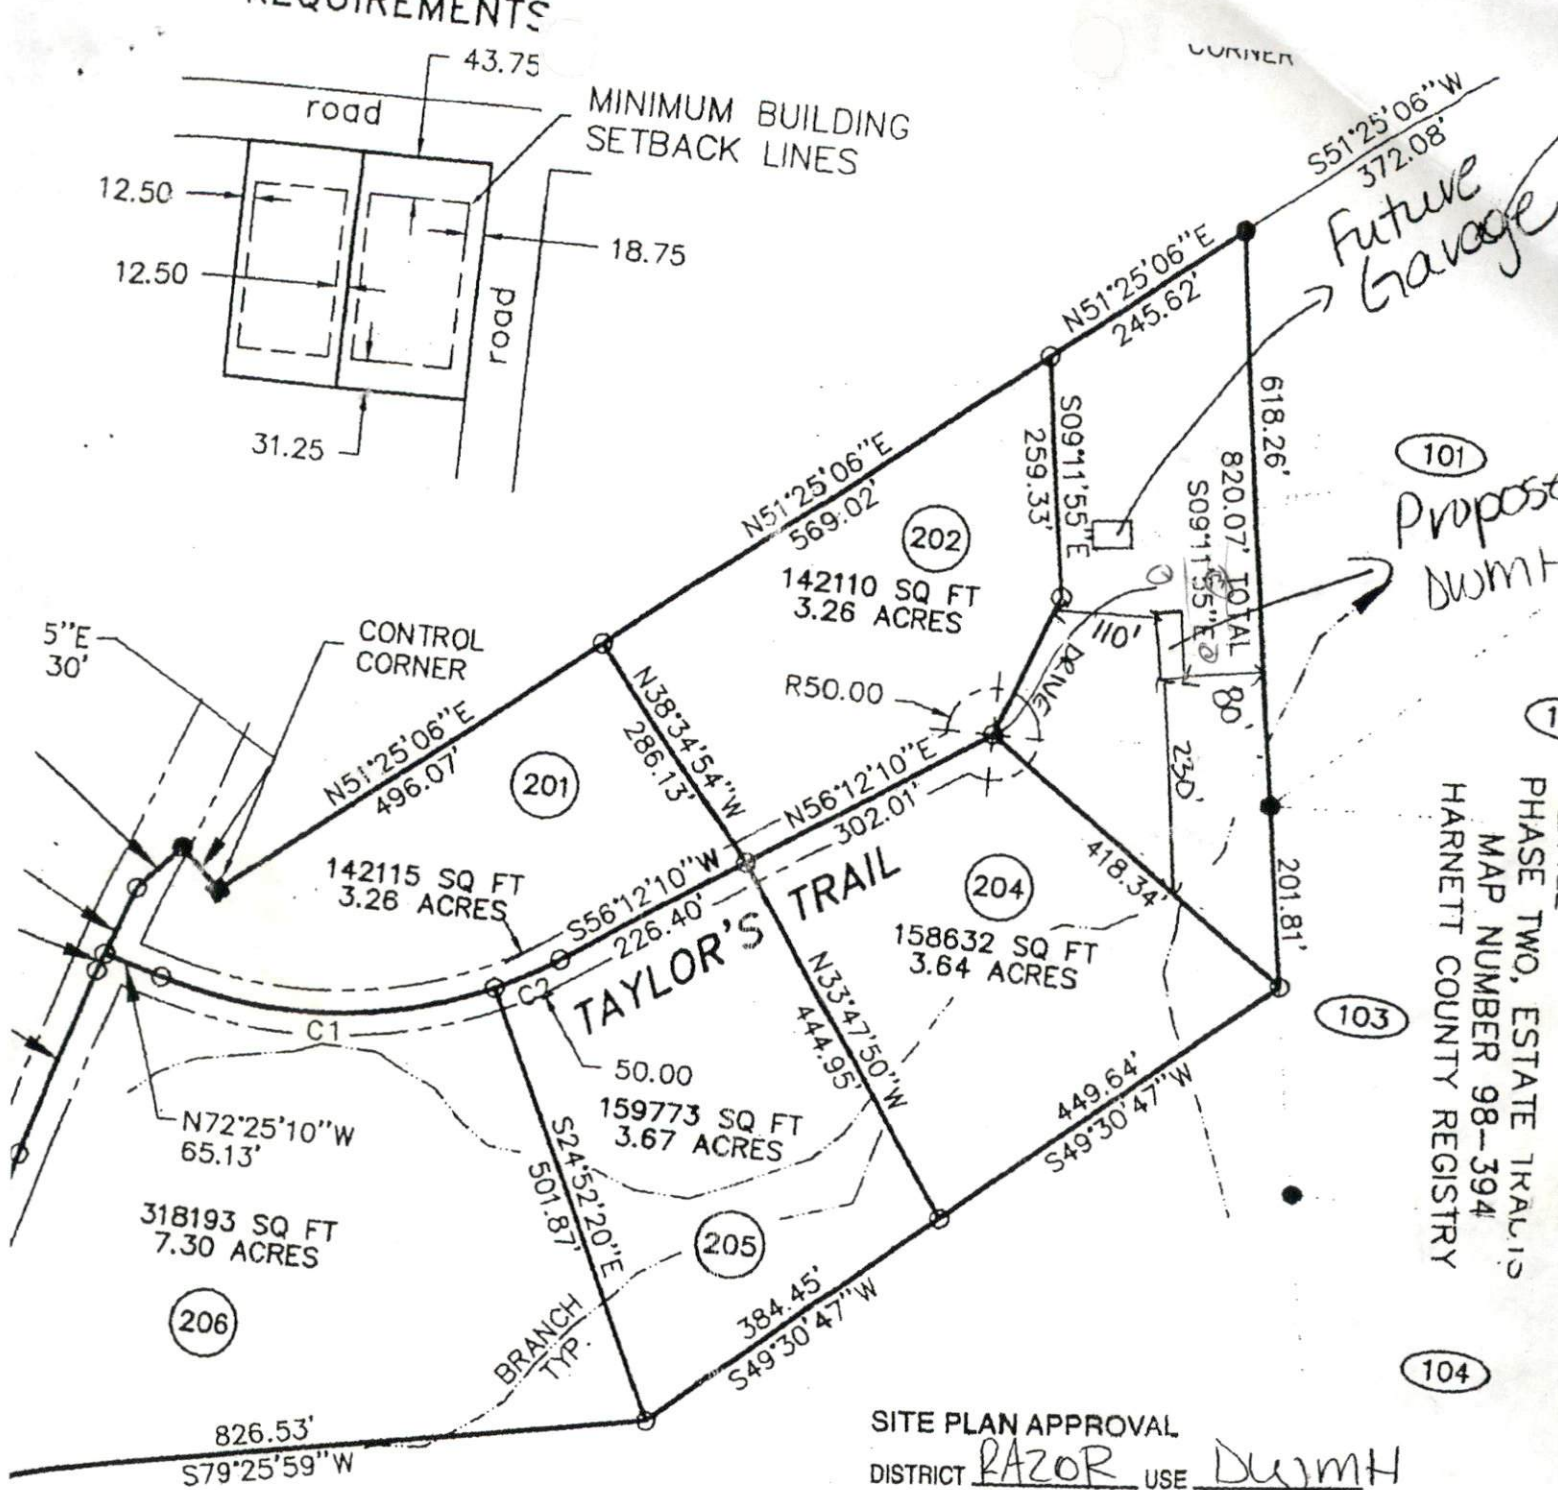 REQUIREMENTS
43.75
road
MINIMUM BUILDING
SETBACK LINES
12.50
12.50
18.75
road
31.25
CORNER
S51°25'06"W
372.08'
Future
Garage
N51°25'06"E
245.62'
618.26'
820.07' TOTAL
S09°11'55"E
S09°11'55"E
259.33'
101
DWMH
N51°25'06"E
569.02'
202
142110 SQ FT
3.26 ACRES
110'
DRIVE
80'
230'
R50.00
5"E
30'
CONTROL
CORNER
N51°25'06"E
496.07'
N38°34'54"W
286.13'
201
142115 SQ FT
3.26 ACRES
N56°12'10"E
302.01'
S56°12'10"W
226.40'
TAYLOR'S TRAIL
418.34'
201.81'
204
158632 SQ FT
3.64 ACRES
PHASE TWO, ESTATE TRACTS
MAP NUMBER 98-394
HARNETT COUNTY REGISTRY
103
C1
C2
50.00
159773 SQ FT
3.67 ACRES
N33°47'50"W
444.95'
449.64'
S49°30'47"W
N72°25'10"W
65.13'
S24°52'20"E
501.87'
318193 SQ FT
7.30 ACRES
205
206
BRANCH
TYP.
384.45'
S49°30'47"W
104
826.53'
S79°25'59"W
SITE PLAN APPROVAL
DISTRICT RAZOR USE DWMH